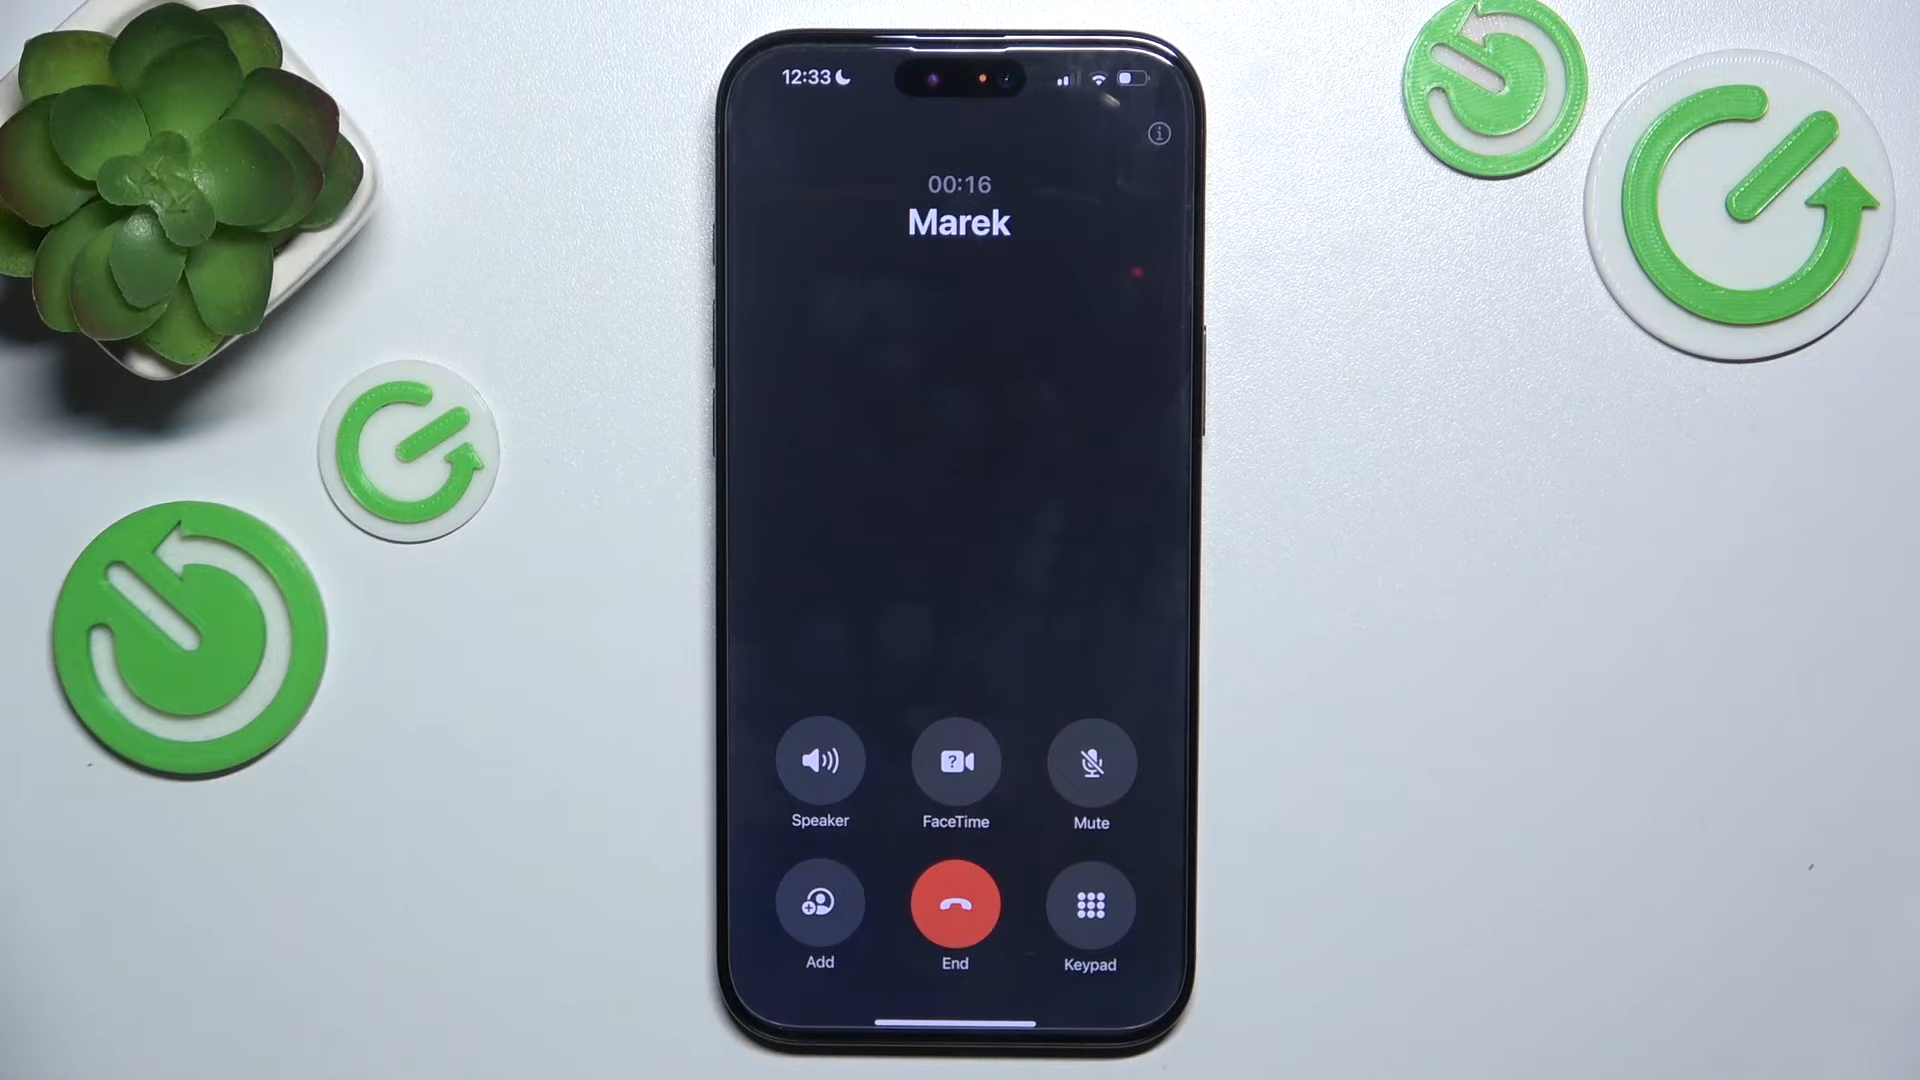 12:33
00:16
Marek
Speaker
FaceTime
Mute
Add
End
Keypad